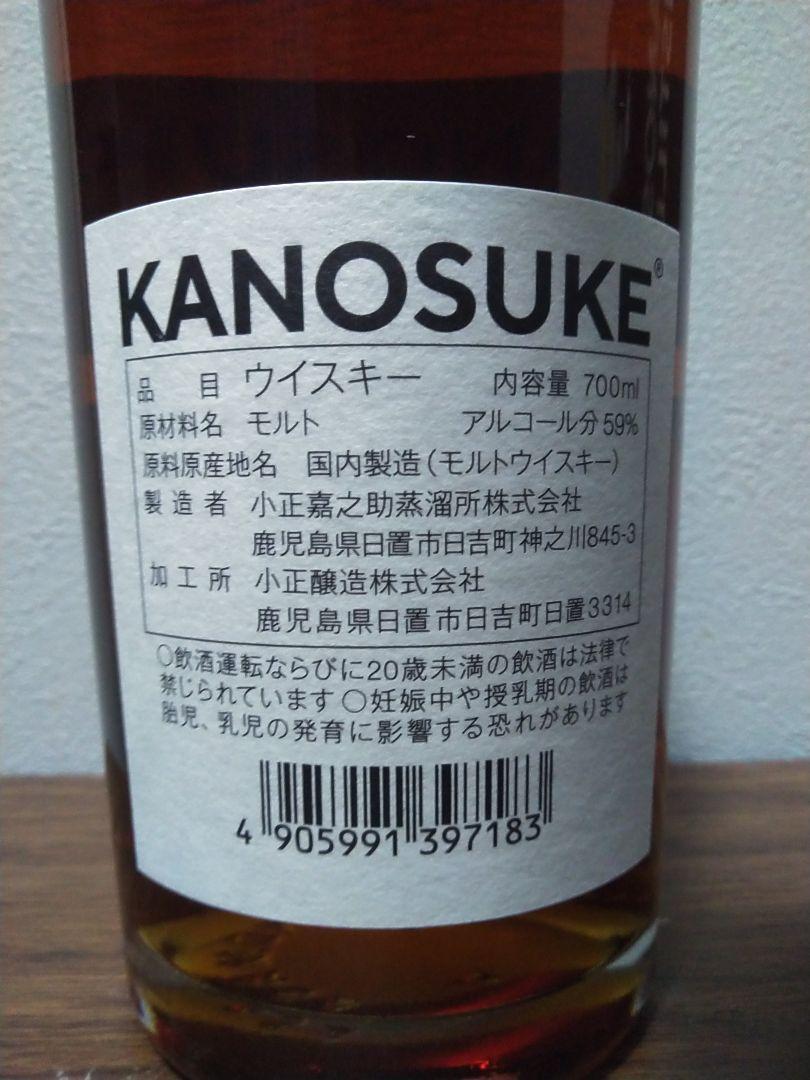 KANOSUKE®
品目 ウイスキー 内容量 700ml
原材料名 モルト アルコール分 59%
原料原産地名 国内製造(モルトウイスキー)
製造者 小正嘉之助蒸溜所株式会社
鹿児島県日置市日吉町神之川845-3
加工所 小正醸造株式会社
鹿児島県日置市日吉町日置3314
○飲酒運転ならびに20歳未満の飲酒は法律で
禁じられています ○妊娠中や授乳期の飲酒は
胎児、乳児の発育に影響する恐れがあります
4 905991 397183